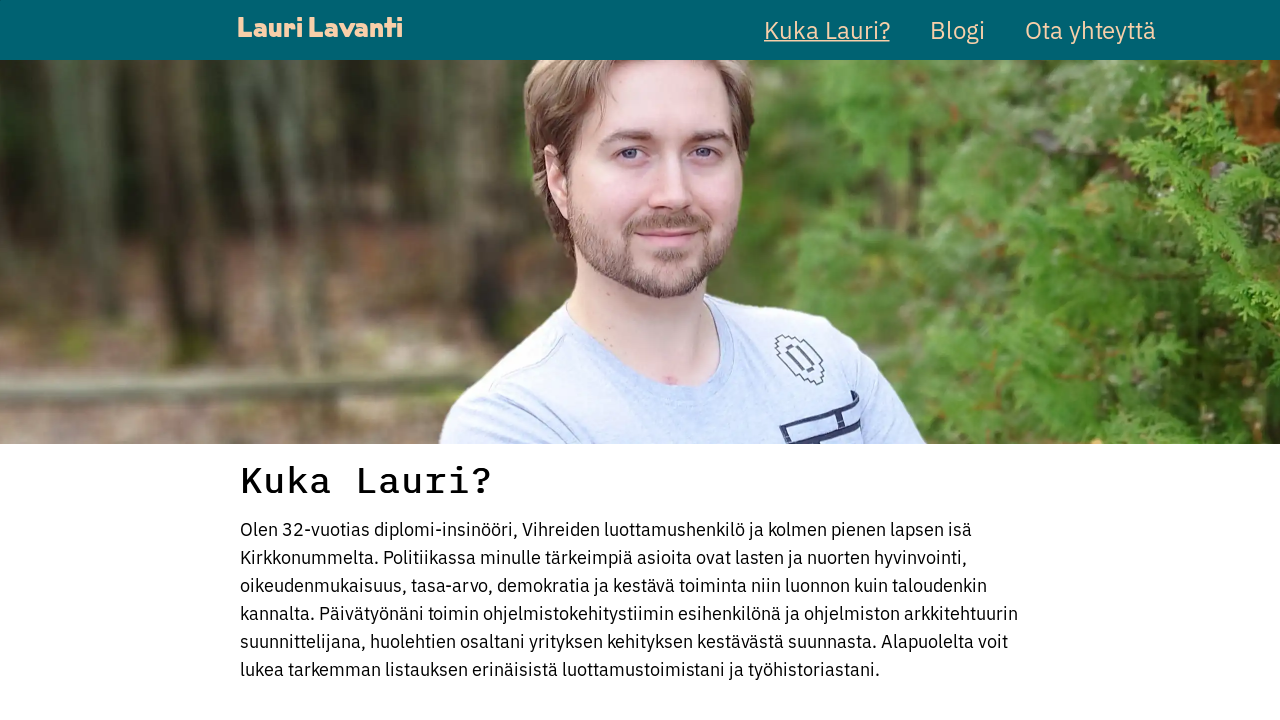 Lauri Lavanti
Kuka Lauri?
Blogi
Ota yhteyttä
Kuka Lauri?
Olen 32-vuotias diplomi-insinööri, Vihreiden luottamushenkilö ja kolmen pienen lapsen isä
Kirkkonummelta. Politiikassa minulle tärkeimpiä asioita ovat lasten ja nuorten hyvinvointi,
oikeudenmukaisuus, tasa-arvo, demokratia ja kestävä toiminta niin luonnon kuin taloudenkin
kannalta. Päivätyönäni toimin ohjelmistokehitystiimin esihenkilönä ja ohjelmiston arkkitehtuurin
suunnittelijana, huolehtien osaltani yrityksen kehityksen kestävästä suunnasta. Alapuolelta voit
lukea tarkemman listauksen erinäisistä luottamustoimistani ja työhistoriastani.